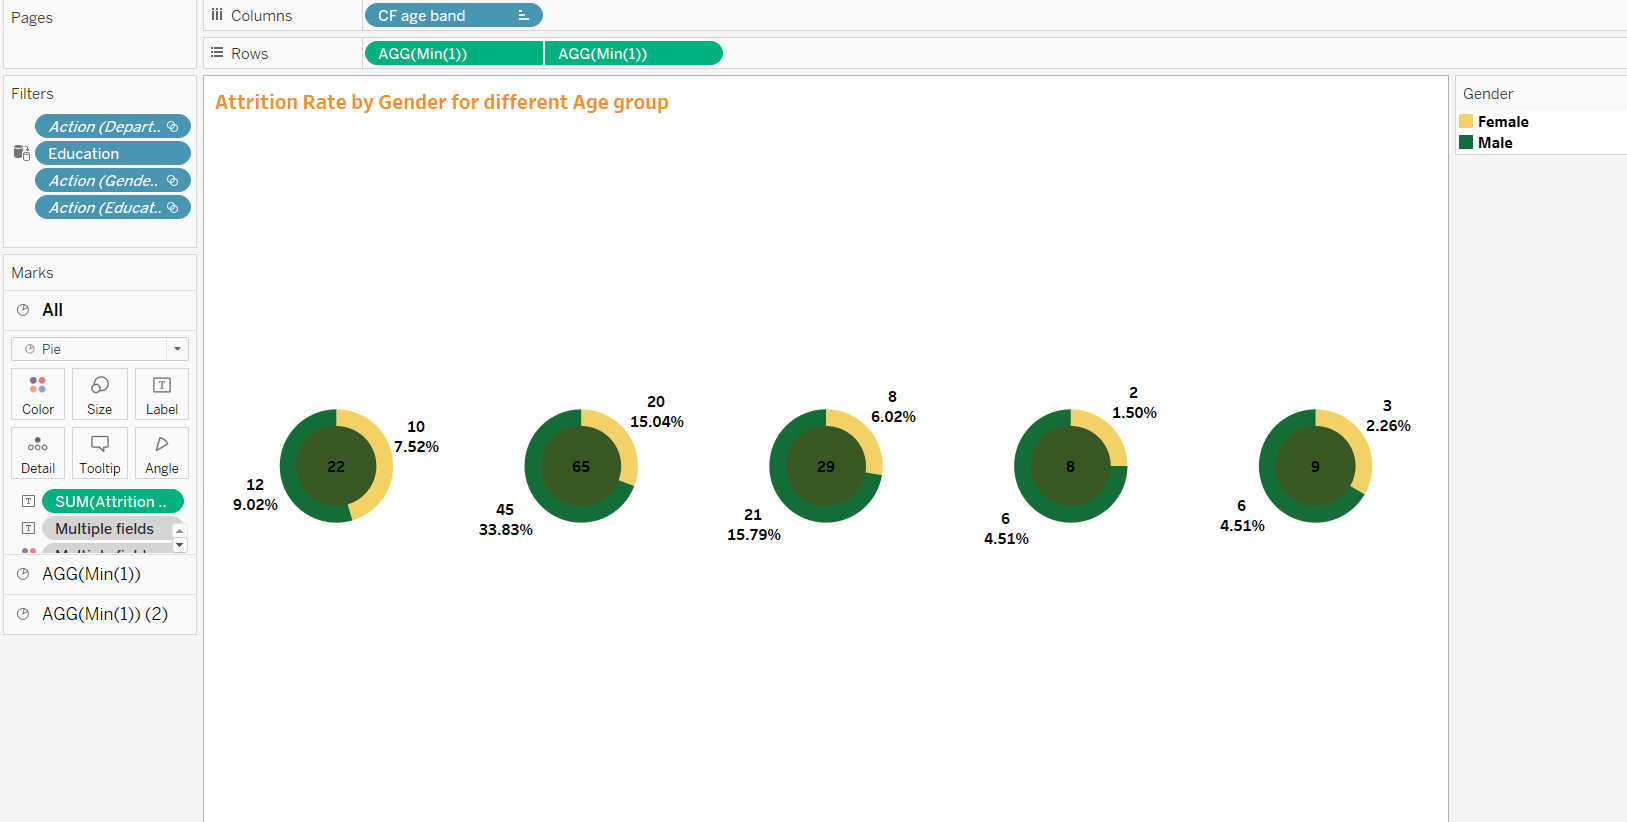 Pages
Columns
CF age band
Rows
AGG(Min(1))
AGG(Min(1))
Filters
Action (Depart..
Education
Action (Gende..
Action (Educat..
Marks
All
Pie
Color
Size
Label
Detail
Tooltip
Angle
SUM(Attrition ..
Multiple fields
AGG(Min(1))
AGG(Min(1)) (2)
Attrition Rate by Gender for different Age group
10
7.52%
22
12
9.02%
20
15.04%
65
45
33.83%
8
6.02%
29
21
15.79%
2
1.50%
8
6
4.51%
3
2.26%
9
6
4.51%
Gender
Female
Male